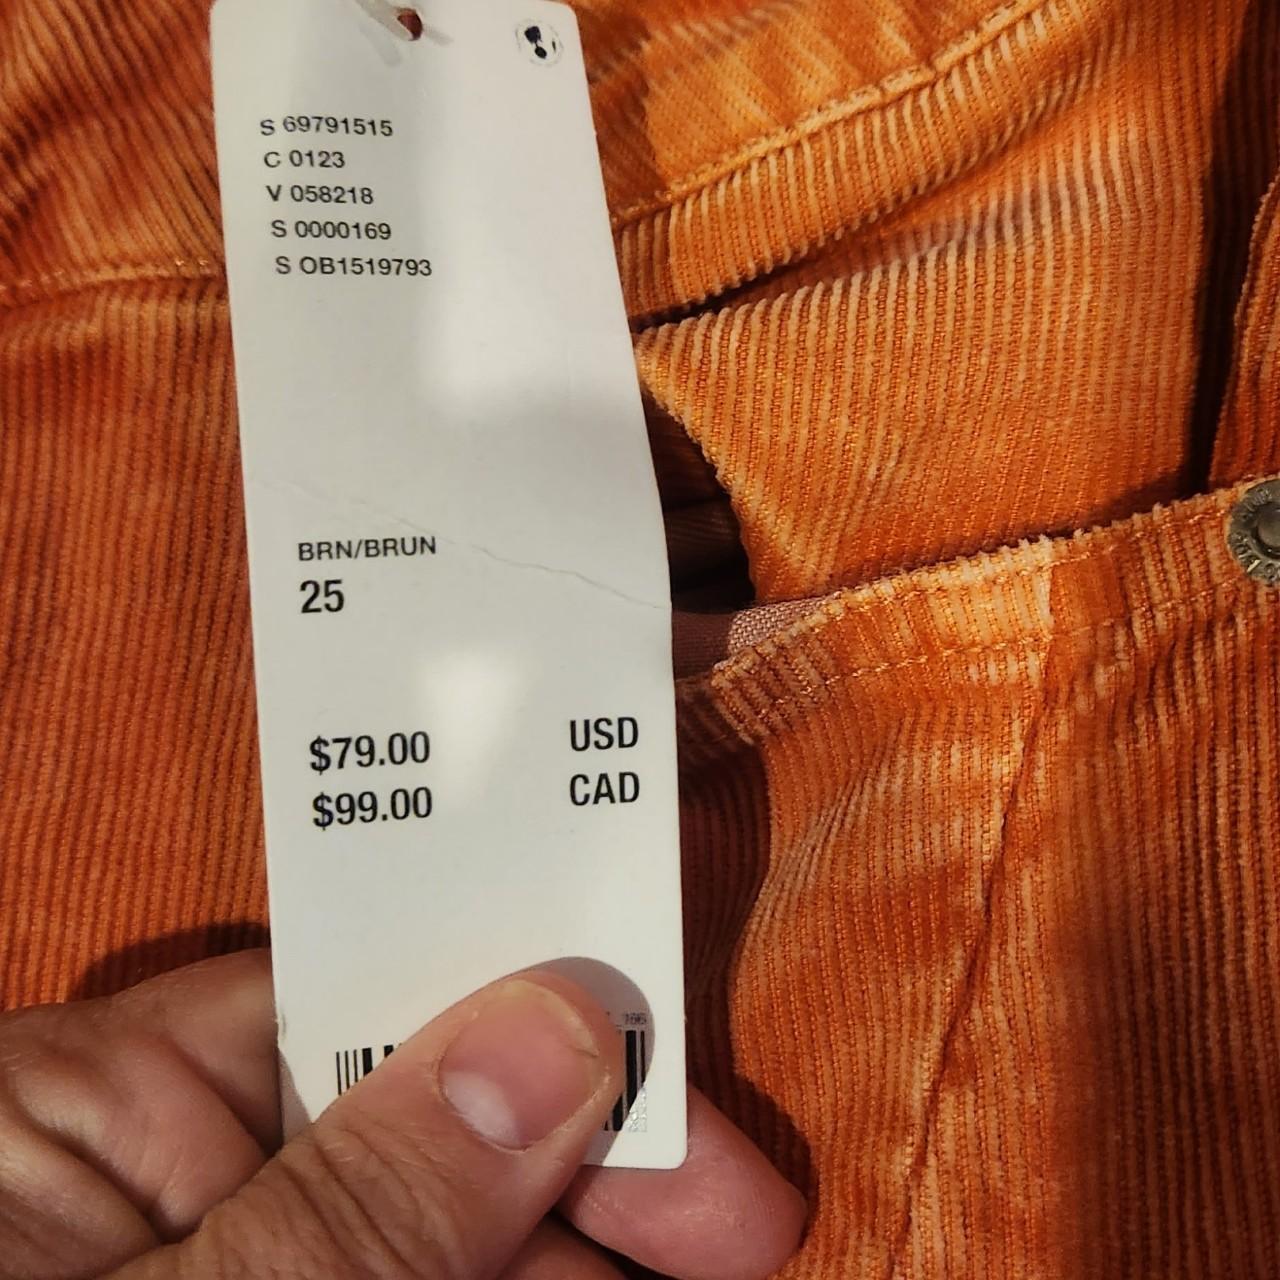 S 69791515
C 0123
V 058218
S 0000169
S OB1519793
BRN/BRUN
25
$79.00 USD
$99.00 CAD